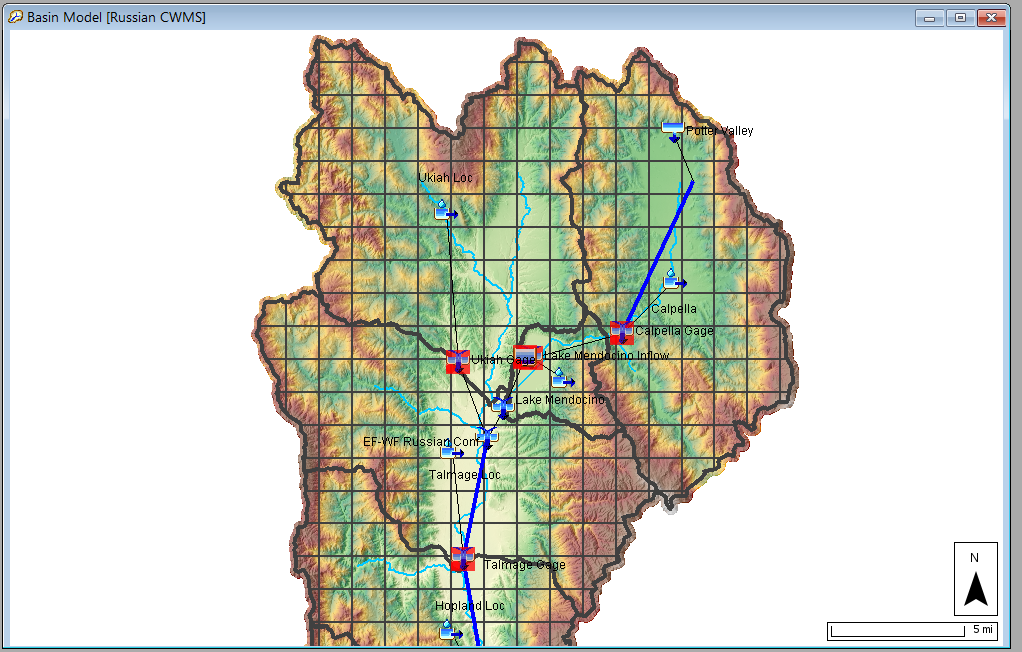 Basin Model [Russian CWMS]
Potter Valley
Ukiah Loc
Calpella
Calpella Gage
Lake Mendocino Inflow
Ukiah Gage
Lake Mendocino
EF-WF Russian Conf
Talmage Loc
Talmage Gage
Hopland Loc
N
5 mi